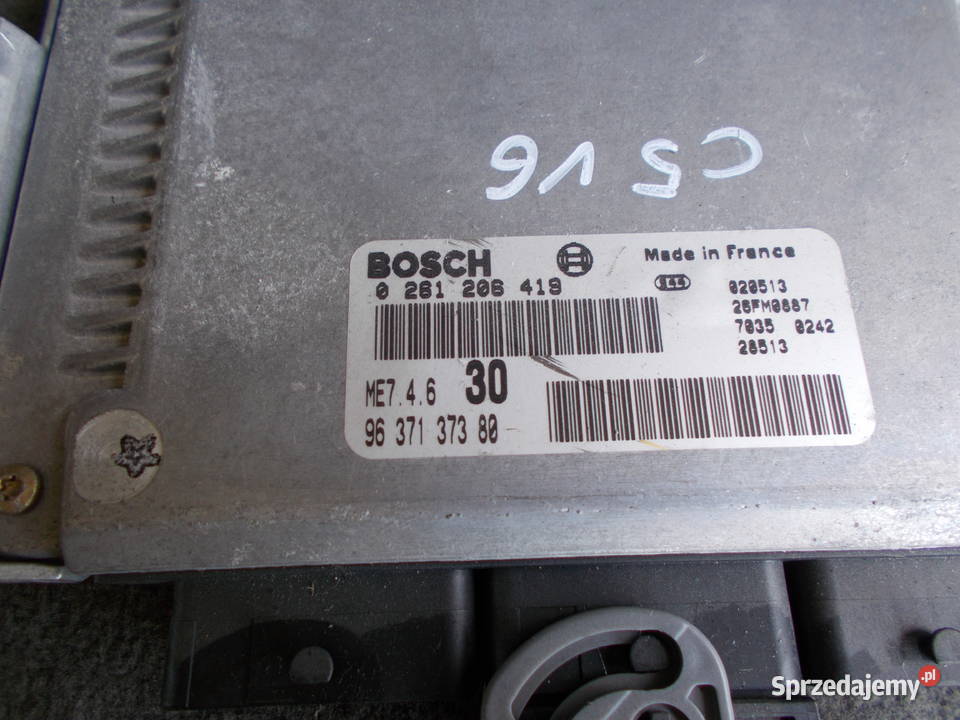 C5 V6
BOSCH
Made in France
0 261 206 419
020513
26FM0687
7035 0242
28513
ME7.4.6 30
96 371 373 80
Sprzedajemy.pl